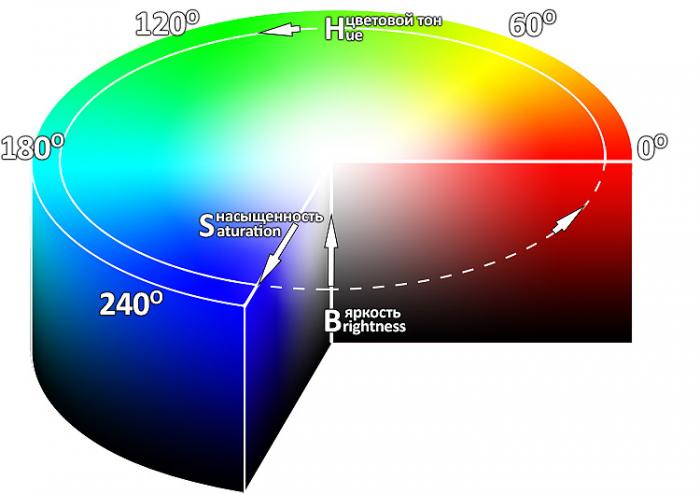 120°
Hцветовой тон
ue
60°
180°
0°
Sнасыщенность
aturation
240°
Bяркость
rightness